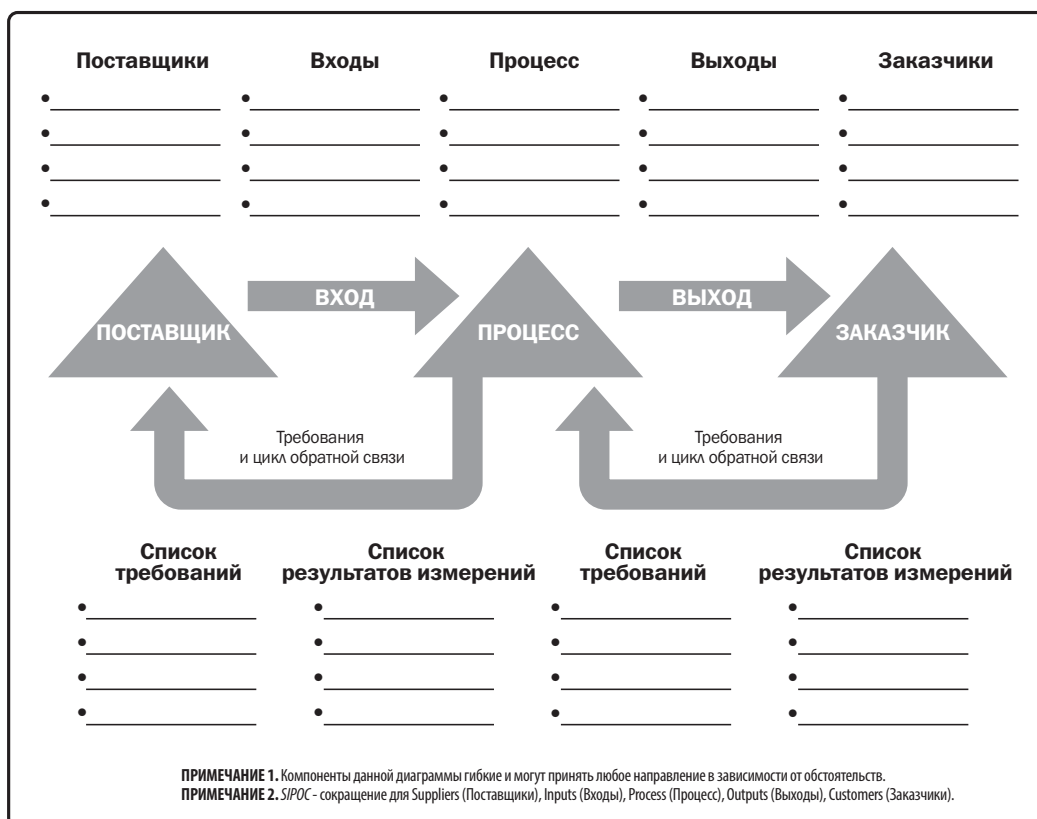 Поставщики Входы Процесс Выходы Заказчики
ПОСТАВЩИК ВХОД ПРОЦЕСС ВЫХОД ЗАКАЗЧИК
Требования
и цикл обратной связи
Требования
и цикл обратной связи
Список
требований
Список
результатов измерений
Список
требований
Список
результатов измерений
ПРИМЕЧАНИЕ 1. Компоненты данной диаграммы гибкие и могут принять любое направление в зависимости от обстоятельств.
ПРИМЕЧАНИЕ 2. SIPOC - сокращение для Suppliers (Поставщики), Inputs (Входы), Process (Процесс), Outputs (Выходы), Customers (Заказчики).